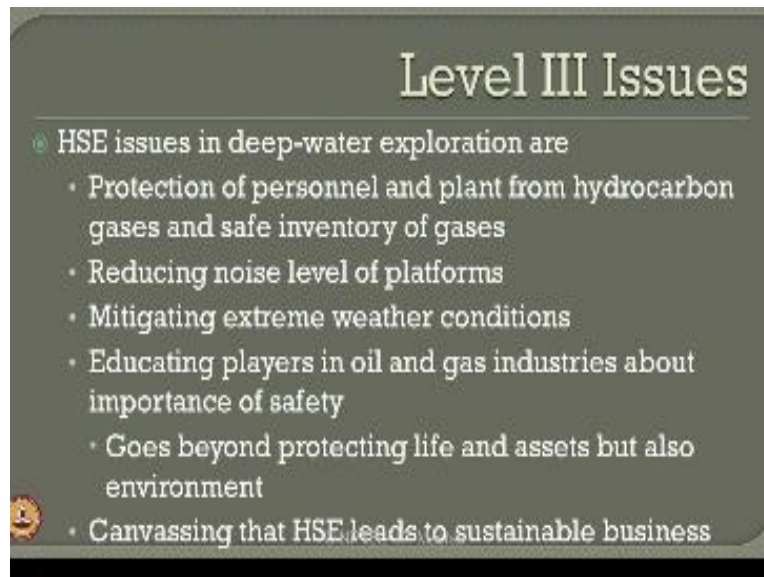 Level III Issues
HSE issues in deep-water exploration are
Protection of personnel and plant from hydrocarbon
gases and safe inventory of gases
Reducing noise level of platforms
Mitigating extreme weather conditions
Educating players in oil and gas industries about
importance of safety
Goes beyond protecting life and assets but also
environment
Canvassing that HSE leads to sustainable business